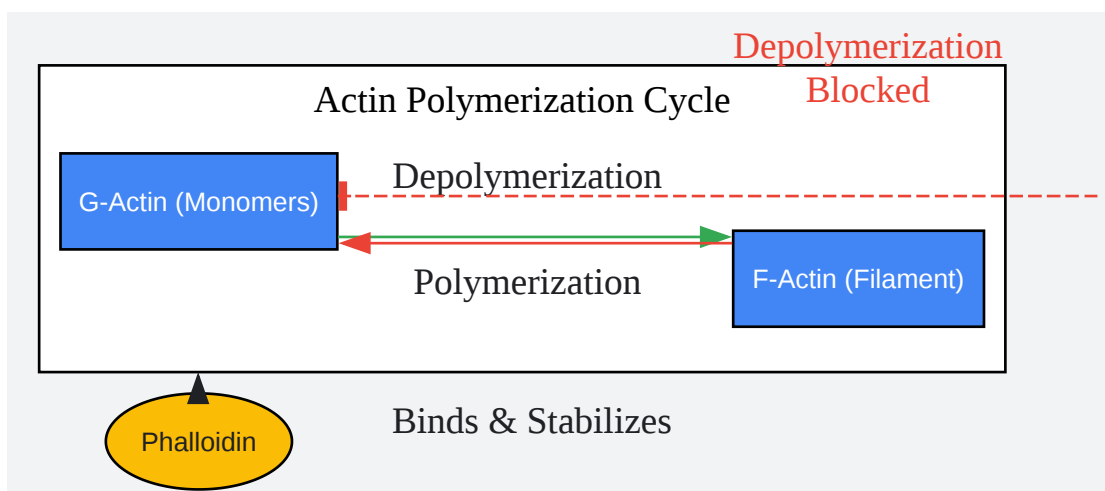 Depolymerization
Blocked
Actin Polymerization Cycle
Depolymerization
G-Actin (Monomers)
Polymerization
F-Actin (Filament)
Binds & Stabilizes
Phalloidin